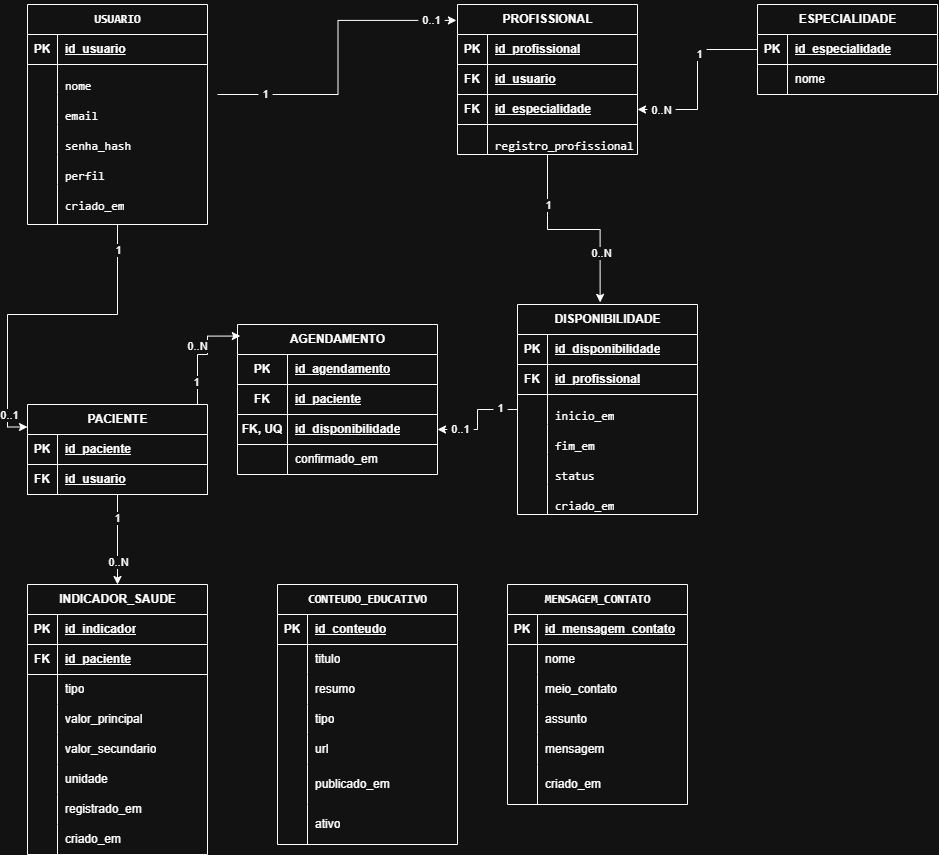 USUARIO
PK id_usuario
nome
email
senha_hash
perfil
criado_em
1
0..1
PROFISSIONAL
PK id_profissional
FK id_usuario
FK id_especialidade
registro_profissional
ESPECIALIDADE
PK id_especialidade
nome
1
0..N
1
0..N
1
0..1
DISPONIBILIDADE
PK id_disponibilidade
FK id_profissional
inicio_em
fim_em
status
criado_em
1
0..1
AGENDAMENTO
PK id_agendamento
FK id_paciente
FK, UQ id_disponibilidade
confirmado_em
0..N
1
PACIENTE
PK id_paciente
FK id_usuario
1
0..N
INDICADOR_SAUDE
PK id_indicador
FK id_paciente
tipo
valor_principal
valor_secundario
unidade
registrado_em
criado_em
CONTEUDO_EDUCATIVO
PK id_conteudo
titulo
resumo
tipo
url
publicado_em
ativo
MENSAGEM_CONTATO
PK id_mensagem_contato
nome
meio_contato
assunto
mensagem
criado_em